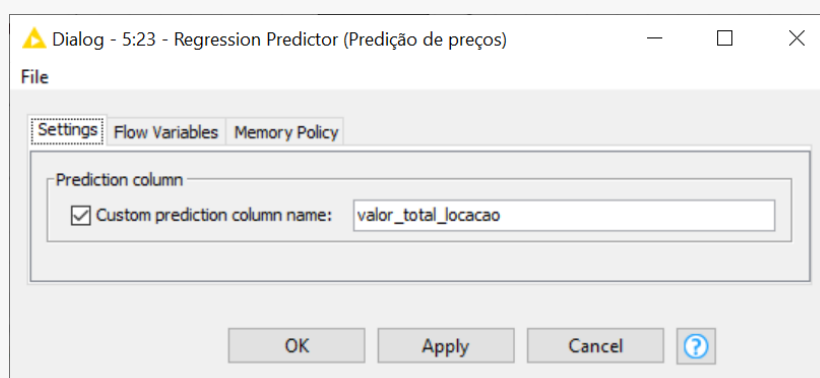 Dialog - 5:23 - Regression Predictor (Predição de preços)
File
Settings Flow Variables Memory Policy
Prediction column
Custom prediction column name: valor_total_locacao
OK Apply Cancel ?